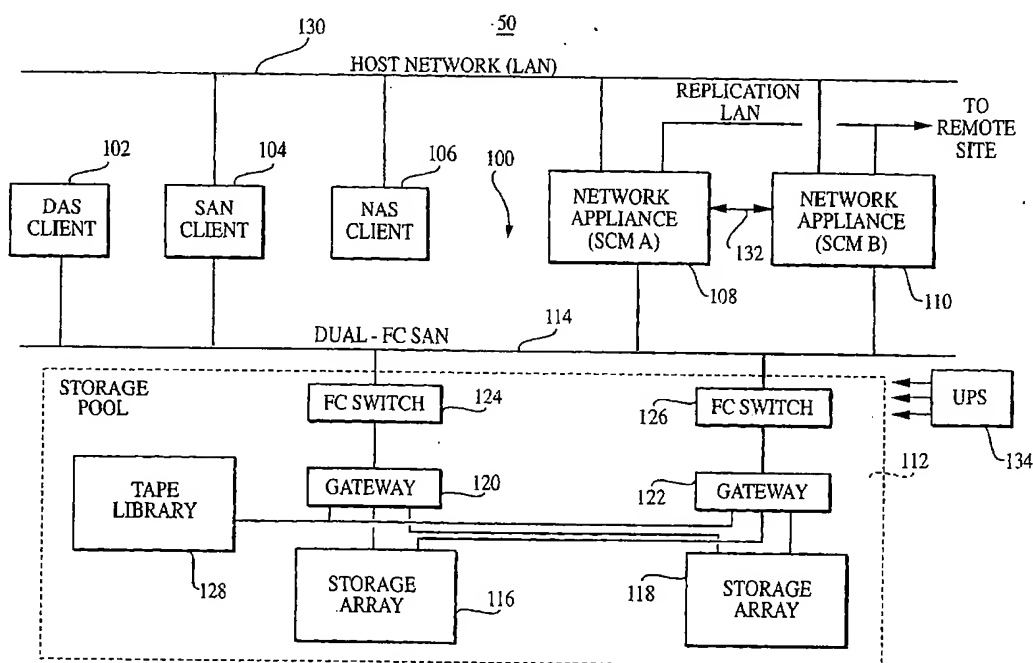 50
130
HOST NETWORK (LAN)
REPLICATION
LAN
TO
REMOTE
SITE
102
104
106
100
DAS
CLIENT
SAN
CLIENT
NAS
CLIENT
NETWORK
APPLIANCE
(SCM A)
132
NETWORK
APPLIANCE
(SCM B)
108
110
DUAL - FC SAN
114
STORAGE
POOL
FC SWITCH
124
126
FC SWITCH
UPS
134
112
TAPE
LIBRARY
128
GATEWAY
120
122
GATEWAY
STORAGE
ARRAY
116
118
STORAGE
ARRAY